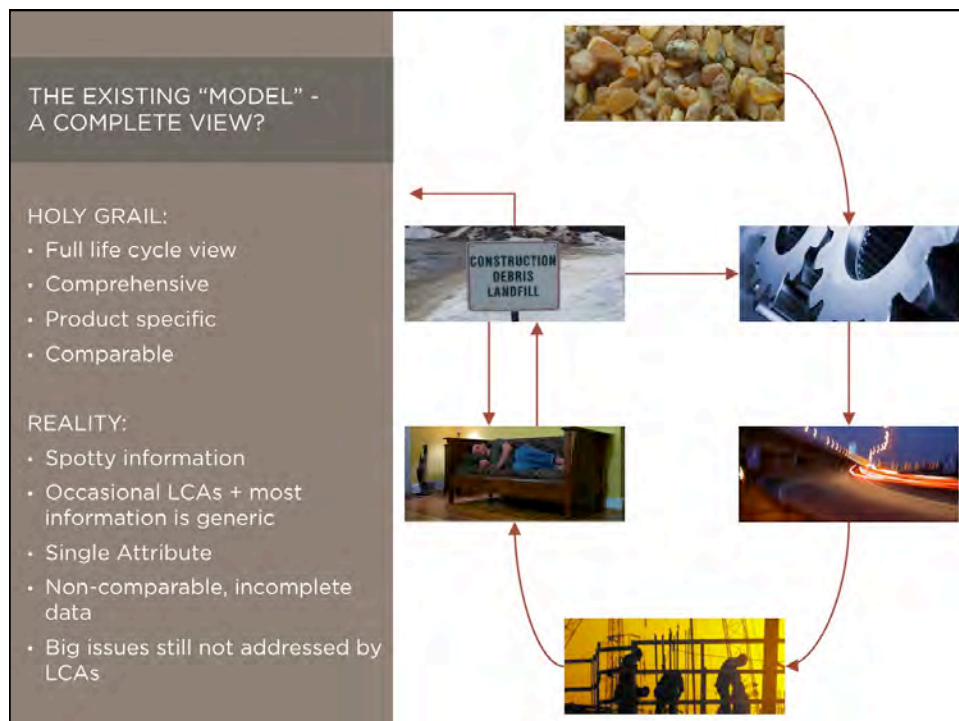 THE EXISTING “MODEL” -
A COMPLETE VIEW?
HOLY GRAIL:
• Full life cycle view
• Comprehensive
• Product specific
• Comparable
REALITY:
• Spotty information
• Occasional LCAs + most
information is generic
• Single Attribute
• Non-comparable, incomplete
data
• Big issues still not addressed by
LCAs
CONSTRUCTION
DEBRIS
LANDFILL